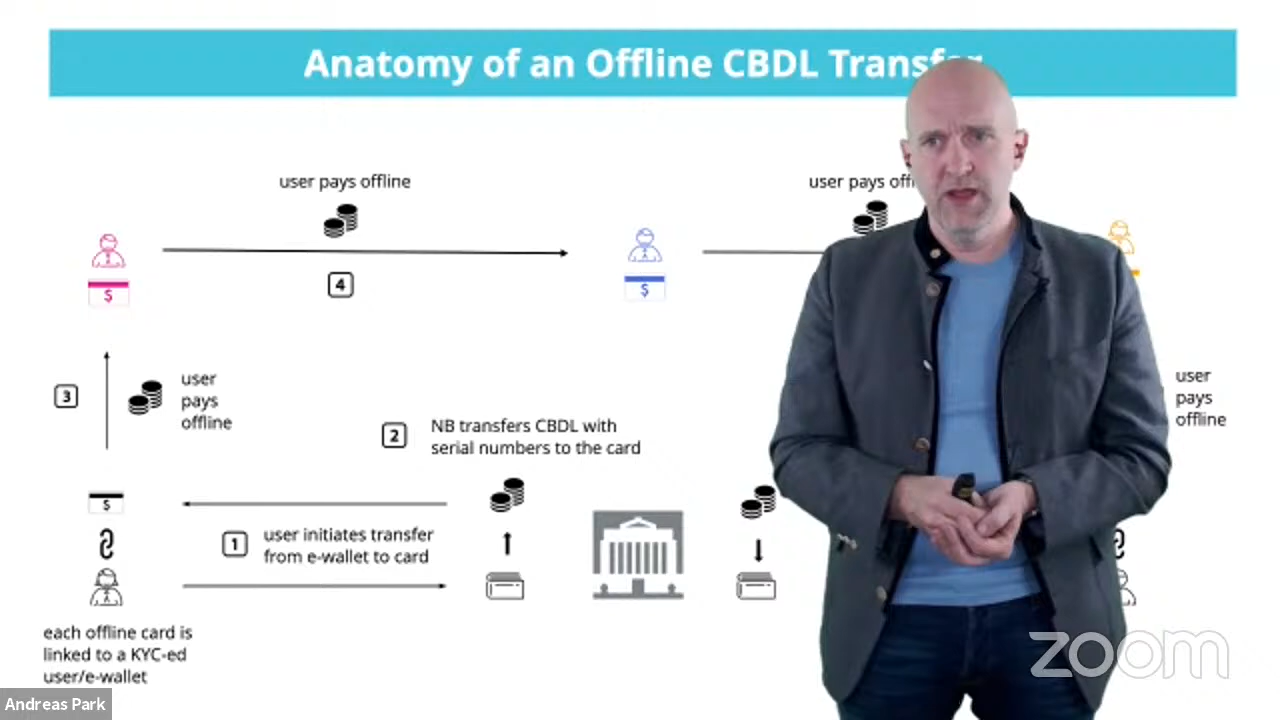 Anatomy of an Offline CBDL Transfer
user pays offline
user pays off
4
$
$
3
user
pays
offline
user
pays
offline
2
NB transfers CBDL with
serial numbers to the card
$
1
user initiates transfer
from e-wallet to card
each offline card is
linked to a KYC-ed
user/e-wallet
zoom
Andreas Park